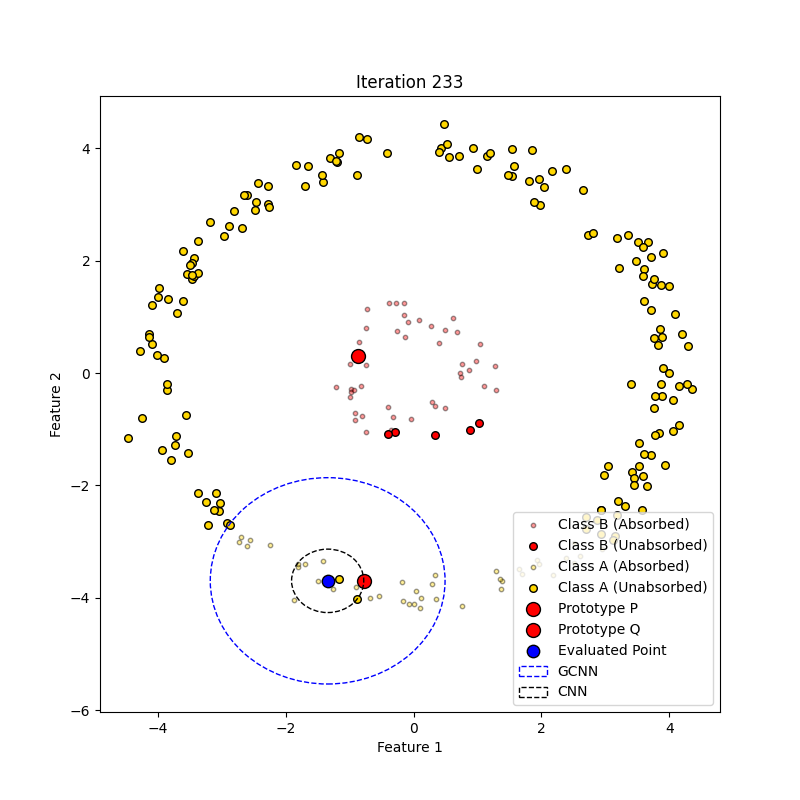 Iteration 233
Feature 2
4
2
0
−2
−4
−6
−4
−2
0
2
4
Feature 1
Class B (Absorbed)
Class B (Unabsorbed)
Class A (Absorbed)
Class A (Unabsorbed)
Prototype P
Prototype Q
Evaluated Point
GCNN
CNN